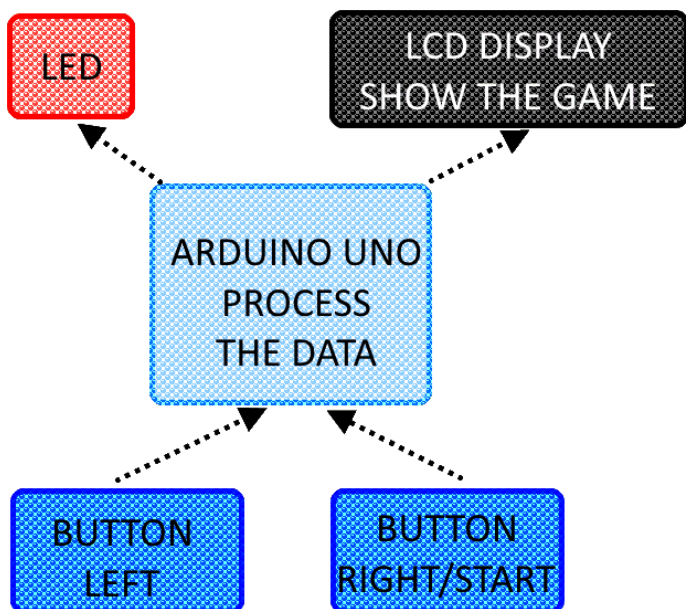 LED
LCD DISPLAY
SHOW THE GAME
ARDUINO UNO
PROCESS
THE DATA
BUTTON
LEFT
BUTTON
RIGHT/START